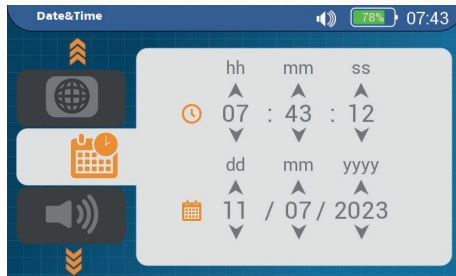 Date&Time 78% 07:43
hh mm ss
07 : 43 : 12
dd mm yyyy
11 / 07 / 2023